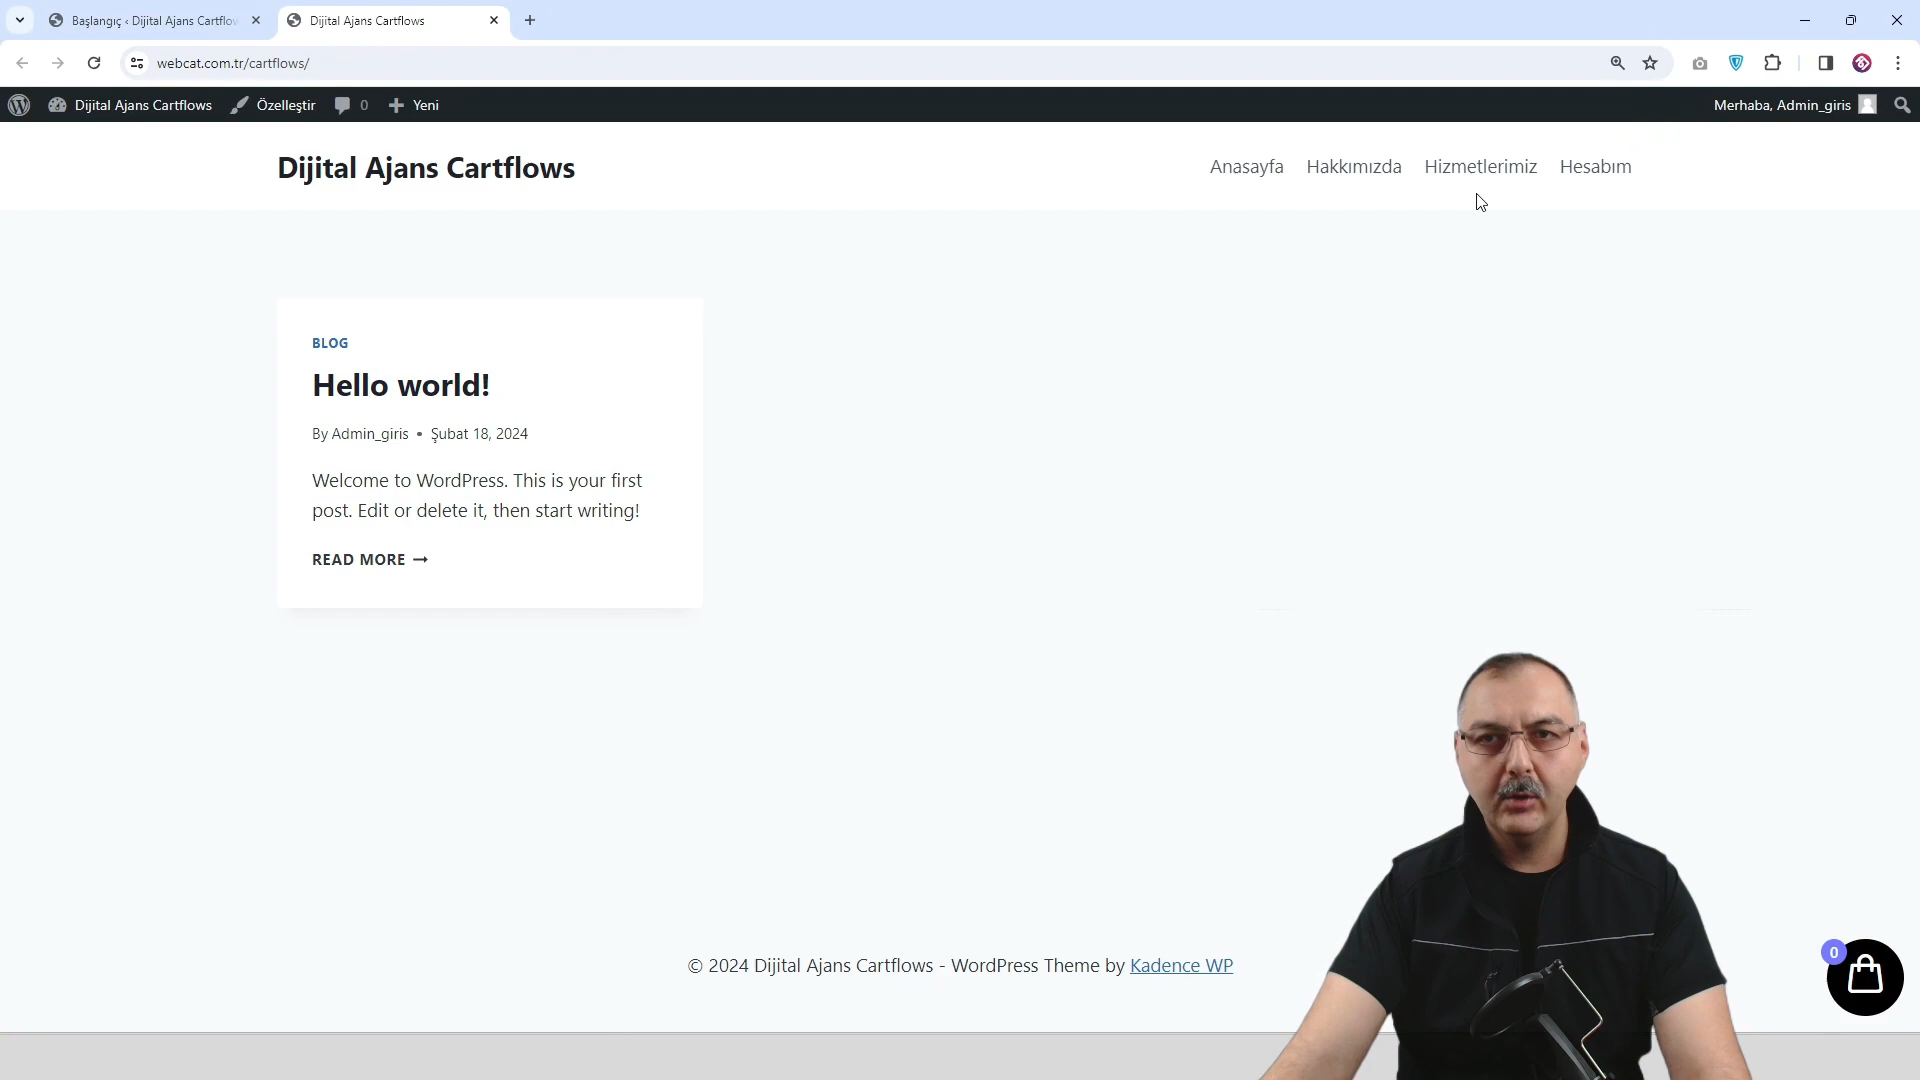 Başlangıç ‹ Dijital Ajans Cartflow
Dijital Ajans Cartflows
webcat.com.tr/cartflows/
Dijital Ajans Cartflows
Özelleştir
0
Yeni
Merhaba, Admin_giris
Dijital Ajans Cartflows
Anasayfa
Hakkımızda
Hizmetlerimiz
Hesabım
BLOG
Hello world!
By Admin_giris • Şubat 18, 2024
Welcome to WordPress. This is your first
post. Edit or delete it, then start writing!
READ MORE →
© 2024 Dijital Ajans Cartflows - WordPress Theme by Kadence WP
0